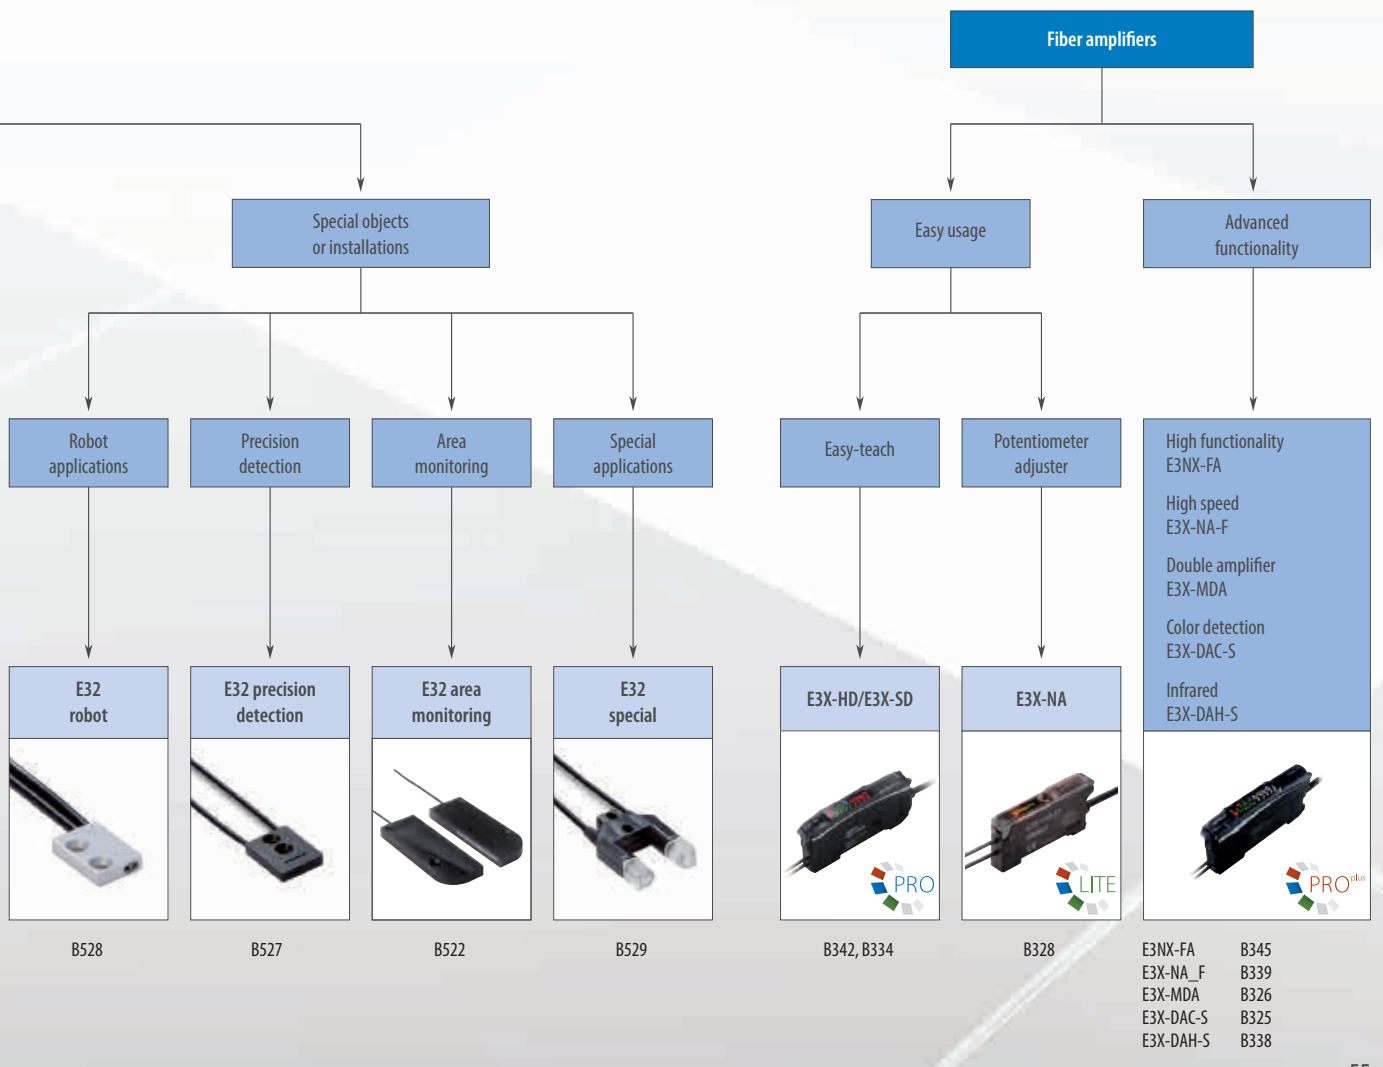 Fiber amplifiers
Special objects
or installations
Easy usage
Advanced
functionality
Robot
applications
Precision
detection
Area
monitoring
Special
applications
Easy-teach
Potentiometer
adjuster
High functionality
E3NX-FA
High speed
E3X-NA-F
Double amplifier
E3X-MDA
Color detection
E3X-DAC-S
Infrared
E3X-DAH-S
E32
robot
E32 precision
detection
E32 area
monitoring
E32
special
E3X-HD/E3X-SD
E3X-NA
PRO
LITE
PROplus
B528
B527
B522
B529
B342, B334
B328
E3NX-FA B345
E3X-NA_F B339
E3X-MDA B326
E3X-DAC-S B325
E3X-DAH-S B338